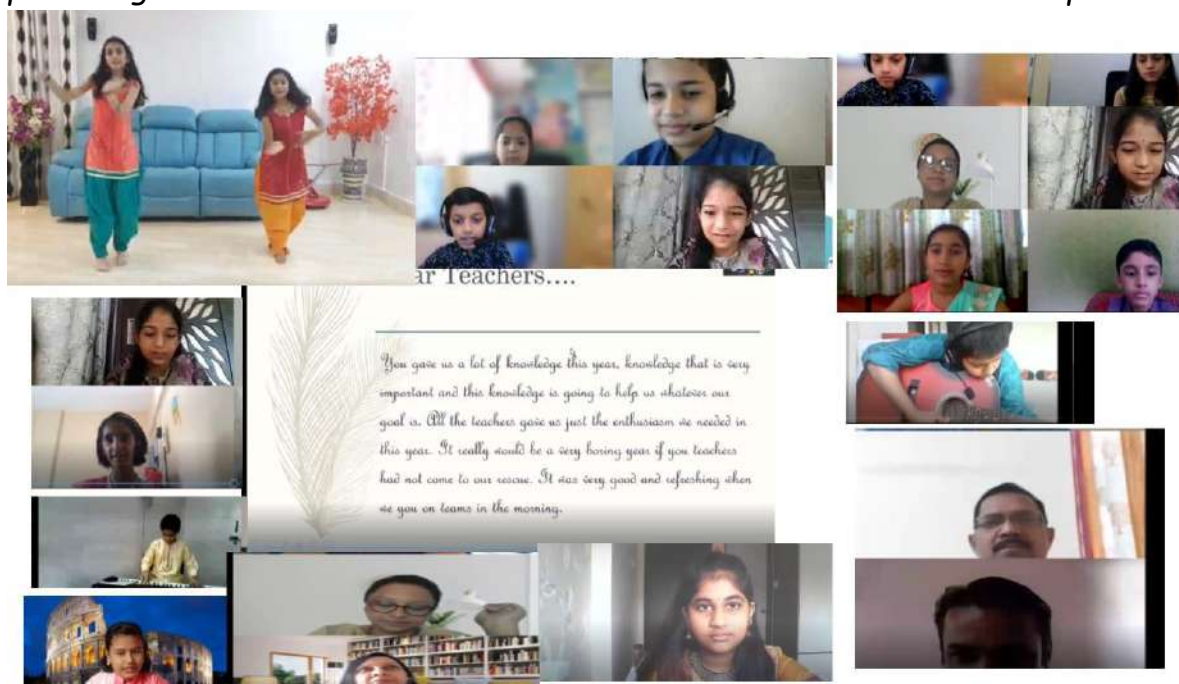 ar Teachers....
You gave us a lot of knowledge this year, knowledge that is very
important and this knowledge is going to help us whatever our
goal is. All the teachers gave us just the enthusiasm we needed in
this year. It really would be a very boring year if you teachers
had not come to our rescue. It was very good and refreshing when
we you on teams in the morning.